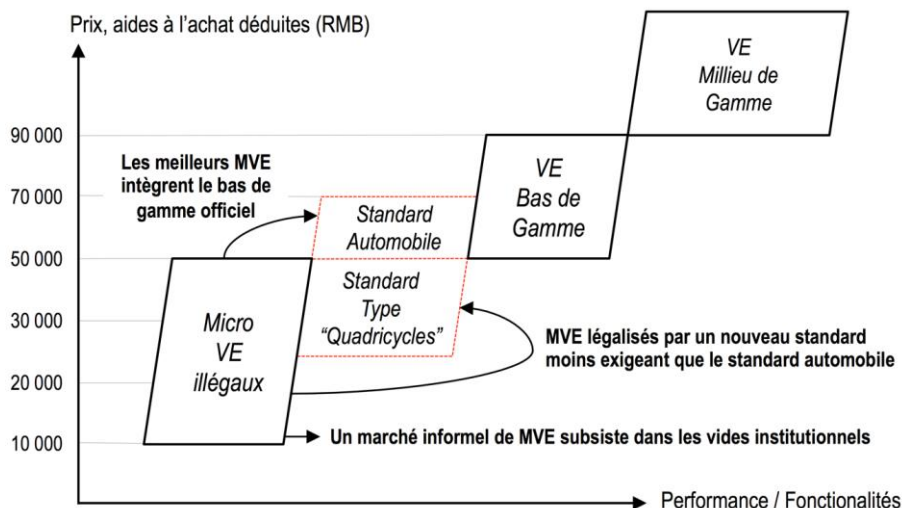 Prix, aides à l'achat déduites (RMB)
VE
Millieu de
Gamme
90 000
Les meilleurs MVE
intègrent le bas de
gamme officiel
VE
Bas de
Gamme
70 000
Standard
Automobile
50 000
Standard
Type
“Quadricycles”
30 000
Micro
VE
illégaux
MVE légalisés par un nouveau standard
moins exigeant que le standard automobile
20 000
10 000
Un marché informel de MVE subsiste dans les vides institutionnels
Performance / Fonctionalités